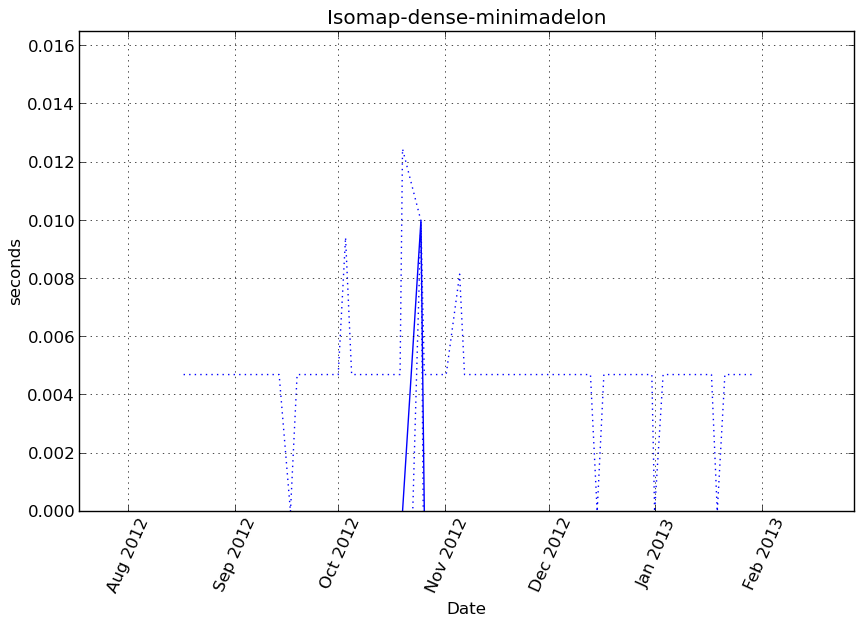 Isomap-dense-minimadelon
0.016
0.014
0.012
0.010
0.008
0.006
0.004
0.002
0.000
seconds
Aug 2012
Sep 2012
Oct 2012
Nov 2012
Dec 2012
Jan 2013
Feb 2013
Date